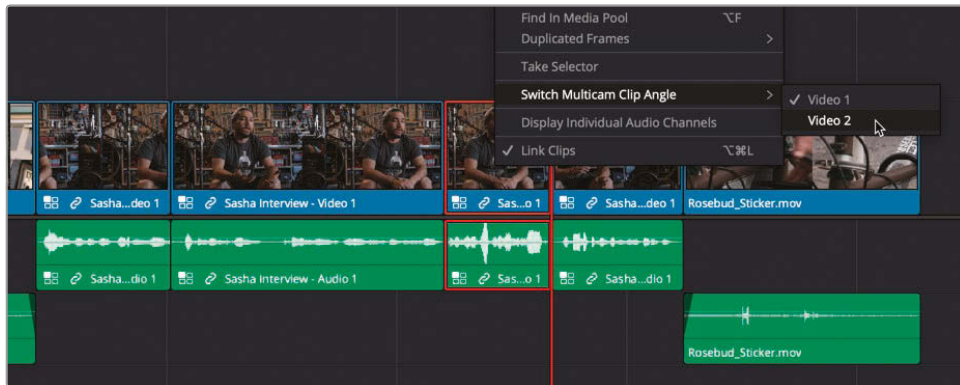 Find In Media Pool ⌥F
Duplicated Frames >
Take Selector
Switch Multicam Clip Angle >
✓ Video 1
Video 2
Display Individual Audio Channels
✓ Link Clips ⌥⌘L
Sasha...deo 1
Sasha Interview - Video 1
Sas...o 1
Sasha...deo 1
Rosebud_Sticker.mov
Sasha...dio 1
Sasha Interview - Audio 1
Sas...o 1
Sasha...dio 1
Rosebud_Sticker.mov